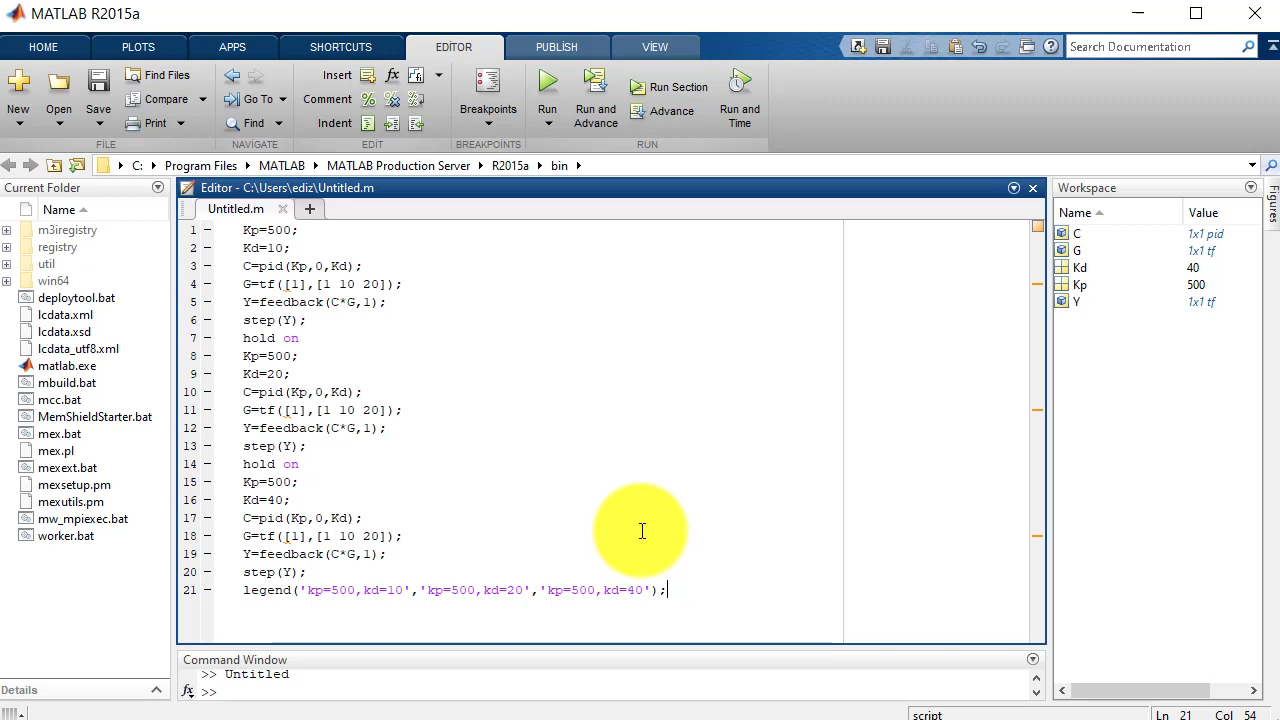 MATLAB R2015a
HOME PLOTS APPS SHORTCUTS EDITOR PUBLISH VIEW Search Documentation
New Open Save Find Files Compare Print Go To Find Insert fx Comment Indent Breakpoints Run Run and Advance Run Section Advance Run and Time
FILE NAVIGATE EDIT BREAKPOINTS RUN
C: Program Files MATLAB MATLAB Production Server R2015a bin
Current Folder
Name
m3iregistry
registry
util
win64
deploytool.bat
lcdata.xml
lcdata.xsd
lcdata_utf8.xml
matlab.exe
mbuild.bat
mcc.bat
MemShieldStarter.bat
mex.bat
mex.pl
mexext.bat
mexsetup.pm
mexutils.pm
mw_mpiexec.bat
worker.bat
Details
Editor - C:\Users\ediz\Untitled.m
Untitled.m
1 Kp=500;
2 Kd=10;
3 C=pid(Kp,0,Kd);
4 G=tf([1],[1 10 20]);
5 Y=feedback(C*G,1);
6 step(Y);
7 hold on
8 Kp=500;
9 Kd=20;
10 C=pid(Kp,0,Kd);
11 G=tf([1],[1 10 20]);
12 Y=feedback(C*G,1);
13 step(Y);
14 hold on
15 Kp=500;
16 Kd=40;
17 C=pid(Kp,0,Kd);
18 G=tf([1],[1 10 20]);
19 Y=feedback(C*G,1);
20 step(Y);
21 legend('kp=500,kd=10','kp=500,kd=20','kp=500,kd=40');
Command Window
>> Untitled
fx >>
Workspace
Name Value
C 1x1 pid
G 1x1 tf
Kd 40
Kp 500
Y 1x1 tf
Figures
script Ln 21 Col 54